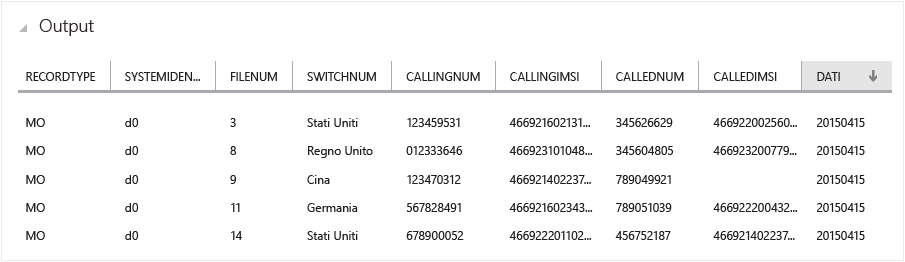 Output
RECORDTYPE SYSTEMIDEN... FILENUM SWITCHNUM CALLINGNUM CALLINGIMSI CALLEDNUM CALLEDIMSI DATI
MO d0 3 Stati Uniti 123459531 466921602131... 345626629 466922002560... 20150415
MO d0 8 Regno Unito 012333646 466923101048... 345604805 466923200779... 20150415
MO d0 9 Cina 123470312 466921402237... 789049921 20150415
MO d0 11 Germania 567828491 466921602343... 789051039 466922200432... 20150415
MO d0 14 Stati Uniti 678900052 466922201102... 456752187 466921402237... 20150415